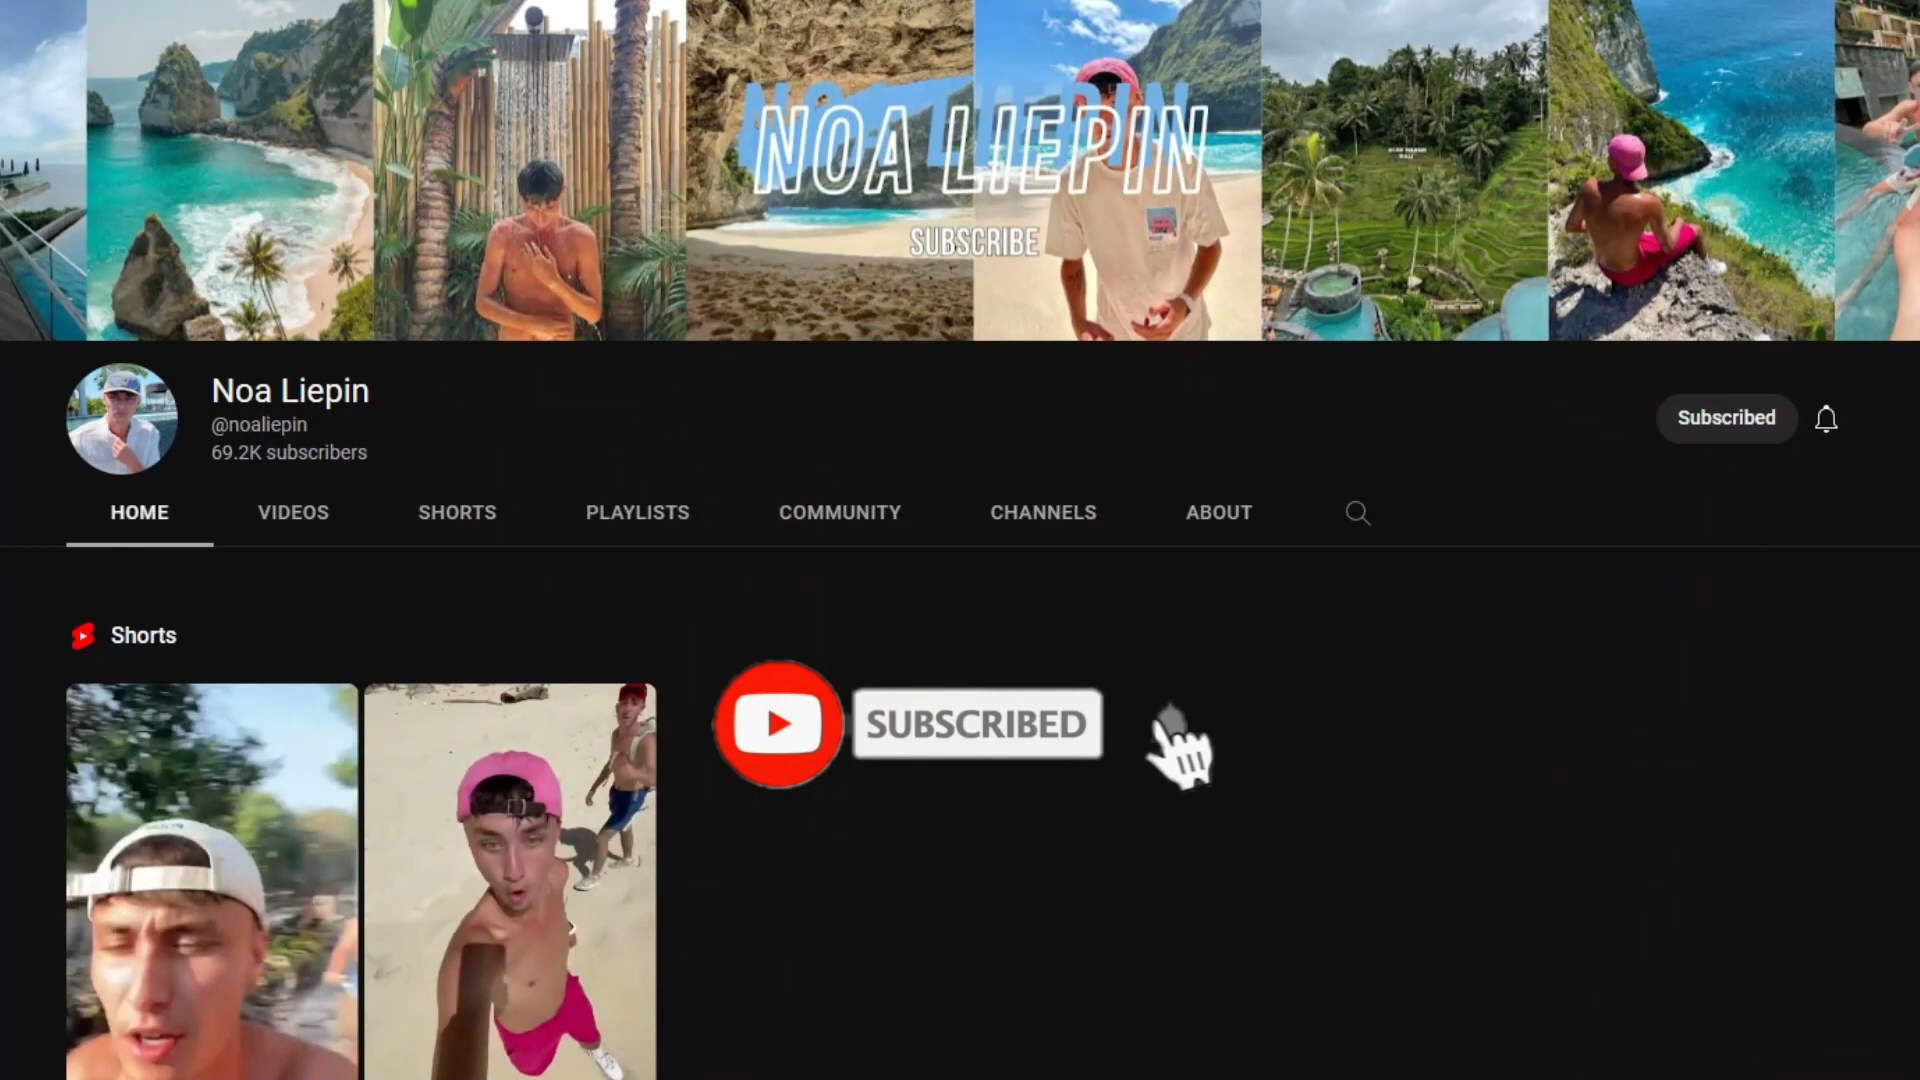 NOA LIEPIN
SUBSCRIBE
Noa Liepin
@noaliepin
69.2K subscribers
Subscribed
HOME
VIDEOS
SHORTS
PLAYLISTS
COMMUNITY
CHANNELS
ABOUT
Shorts
SUBSCRIBED